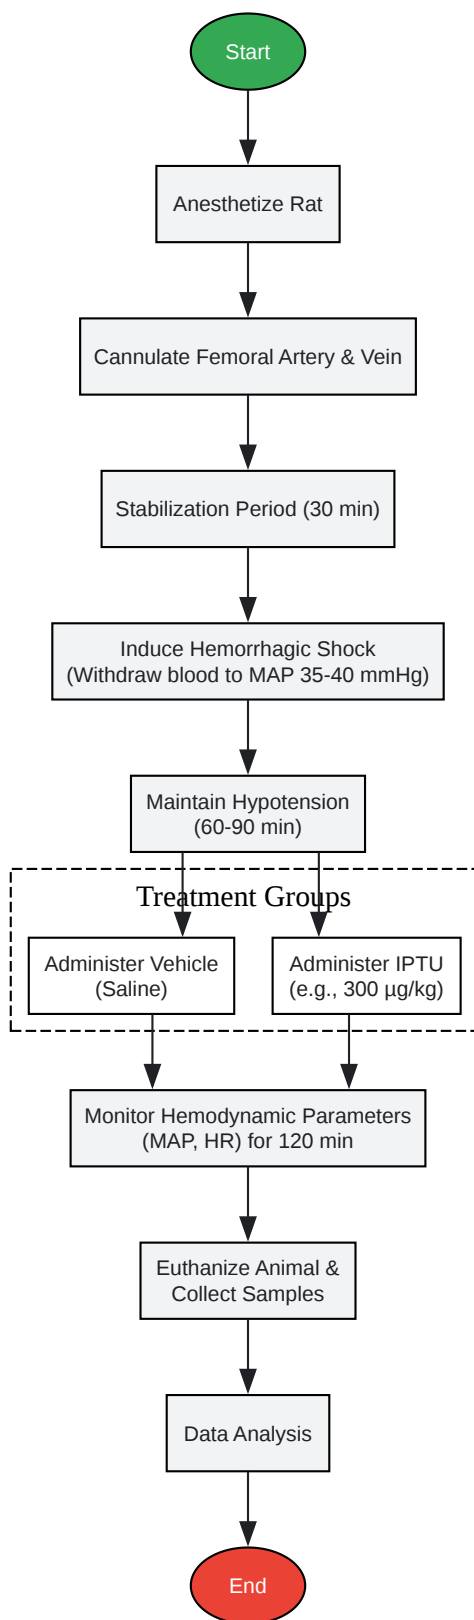 Start
Anesthetize Rat
Cannulate Femoral Artery & Vein
Stabilization Period (30 min)
Induce Hemorrhagic Shock
(Withdraw blood to MAP 35-40 mmHg)
Maintain Hypotension
(60-90 min)
Treatment Groups
Administer Vehicle
(Saline)
Administer IPTU
(e.g., 300 µg/kg)
Monitor Hemodynamic Parameters
(MAP, HR) for 120 min
Euthanize Animal &
Collect Samples
Data Analysis
End